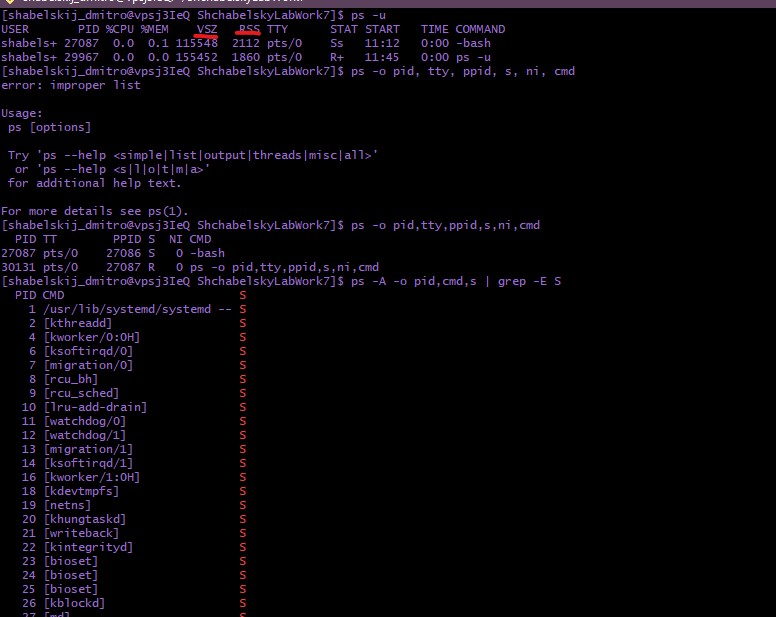 [shabelskij_dmitro@vpsj3IeQ ShchabelskyLabWork7]$ ps -u
USER       PID %CPU %MEM    VSZ   RSS TTY      STAT START   TIME COMMAND
shabels+ 27087  0.0  0.1 115548  2112 pts/0    Ss   11:12   0:00 -bash
shabels+ 29967  0.0  0.0 155452  1860 pts/0    R+   11:45   0:00 ps -u
[shabelskij_dmitro@vpsj3IeQ ShchabelskyLabWork7]$ ps -o pid, tty, ppid, s, ni, cmd
error: improper list
Usage:
ps [options]
Try 'ps --help <simple|list|output|threads|misc|all>'
or 'ps --help <s|l|o|t|m|a>'
for additional help text.
For more details see ps(1).
[shabelskij_dmitro@vpsj3IeQ ShchabelskyLabWork7]$ ps -o pid,tty,ppid,s,ni,cmd
PID TT        PPID S  NI CMD
27087 pts/0    27086 S   0 -bash
30131 pts/0    27087 R   0 ps -o pid,tty,ppid,s,ni,cmd
[shabelskij_dmitro@vpsj3IeQ ShchabelskyLabWork7]$ ps -A -o pid,cmd,s | grep -E S
PID CMD                         S
1 /usr/lib/systemd/systemd -- S
2 [kthreadd]                  S
4 [kworker/0:0H]              S
6 [ksoftirqd/0]               S
7 [migration/0]               S
8 [rcu_bh]                    S
9 [rcu_sched]                 S
10 [lru-add-drain]             S
11 [watchdog/0]                S
12 [watchdog/1]                S
13 [migration/1]               S
14 [ksoftirqd/1]               S
16 [kworker/1:0H]              S
18 [kdevtmpfs]                 S
19 [netns]                     S
20 [khungtaskd]                S
21 [writeback]                 S
22 [kintegrityd]               S
23 [bioset]                    S
24 [bioset]                    S
25 [bioset]                    S
26 [kblockd]                   S
27 [md]                        S